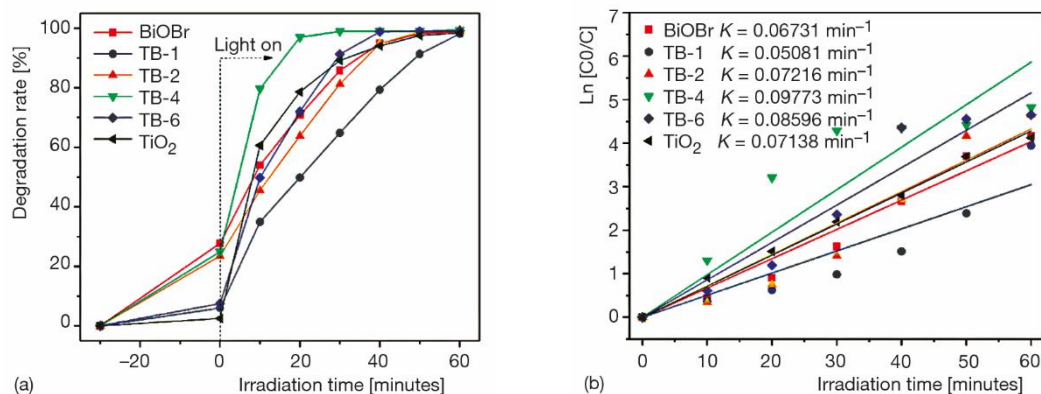 Degradation rate [%]
100
80
60
40
20
0
BiOBr
TB-1
TB-2
TB-4
TB-6
TiO2
Light on
−20
0
20
40
60
(a)
Irradiation time [minutes]
Ln [C0/C]
7
6
5
4
3
2
1
0
BiOBr K = 0.06731 min–1
TB-1 K = 0.05081 min–1
TB-2 K = 0.07216 min–1
TB-4 K = 0.09773 min–1
TB-6 K = 0.08596 min–1
TiO2 K = 0.07138 min–1
0
10
20
30
40
50
60
(b)
Irradiation time [minutes]